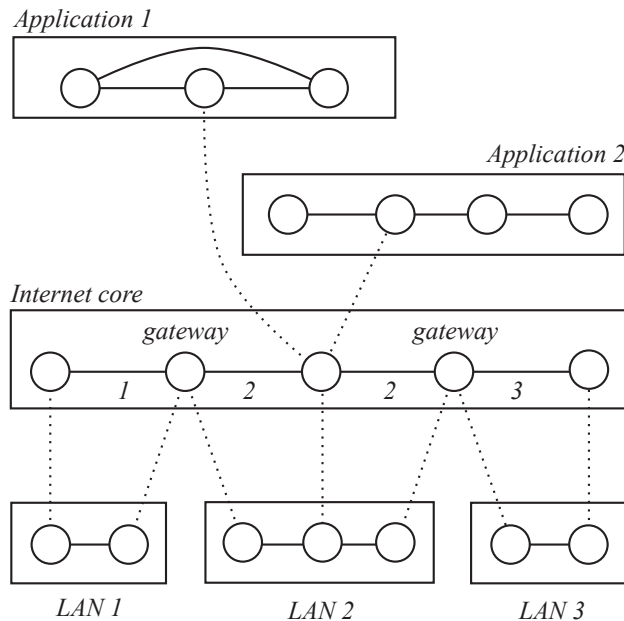 Application 1
Application 2
Internet core
gateway
gateway
1
2
2
3
LAN 1
LAN 2
LAN 3